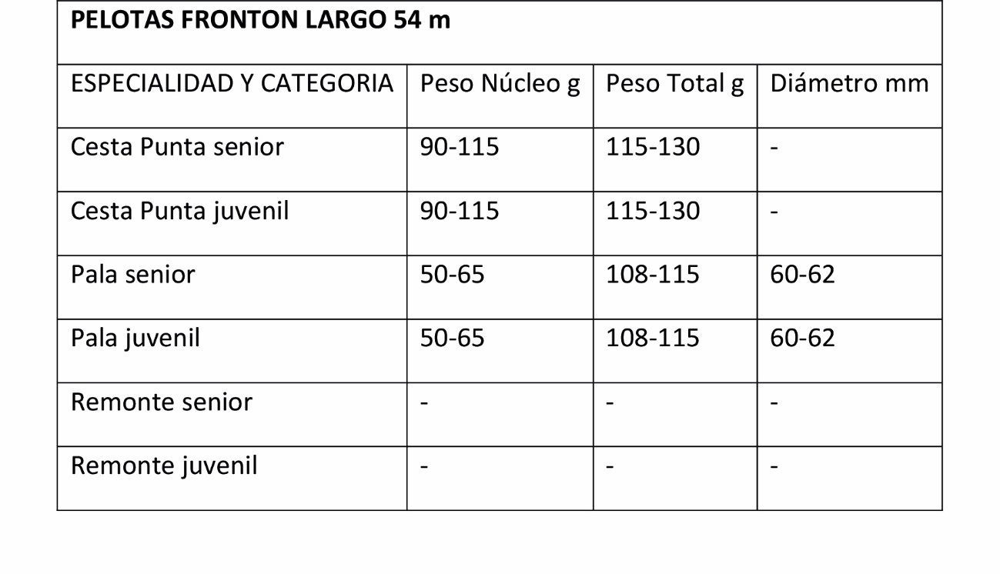 PELOTAS FRONTON LARGO 54 m
ESPECIALIDAD Y CATEGORIA Peso Núcleo g Peso Total g Diámetro mm
Cesta Punta senior 90-115 115-130 -
Cesta Punta juvenil 90-115 115-130 -
Pala senior 50-65 108-115 60-62
Pala juvenil 50-65 108-115 60-62
Remonte senior - - -
Remonte juvenil - - -